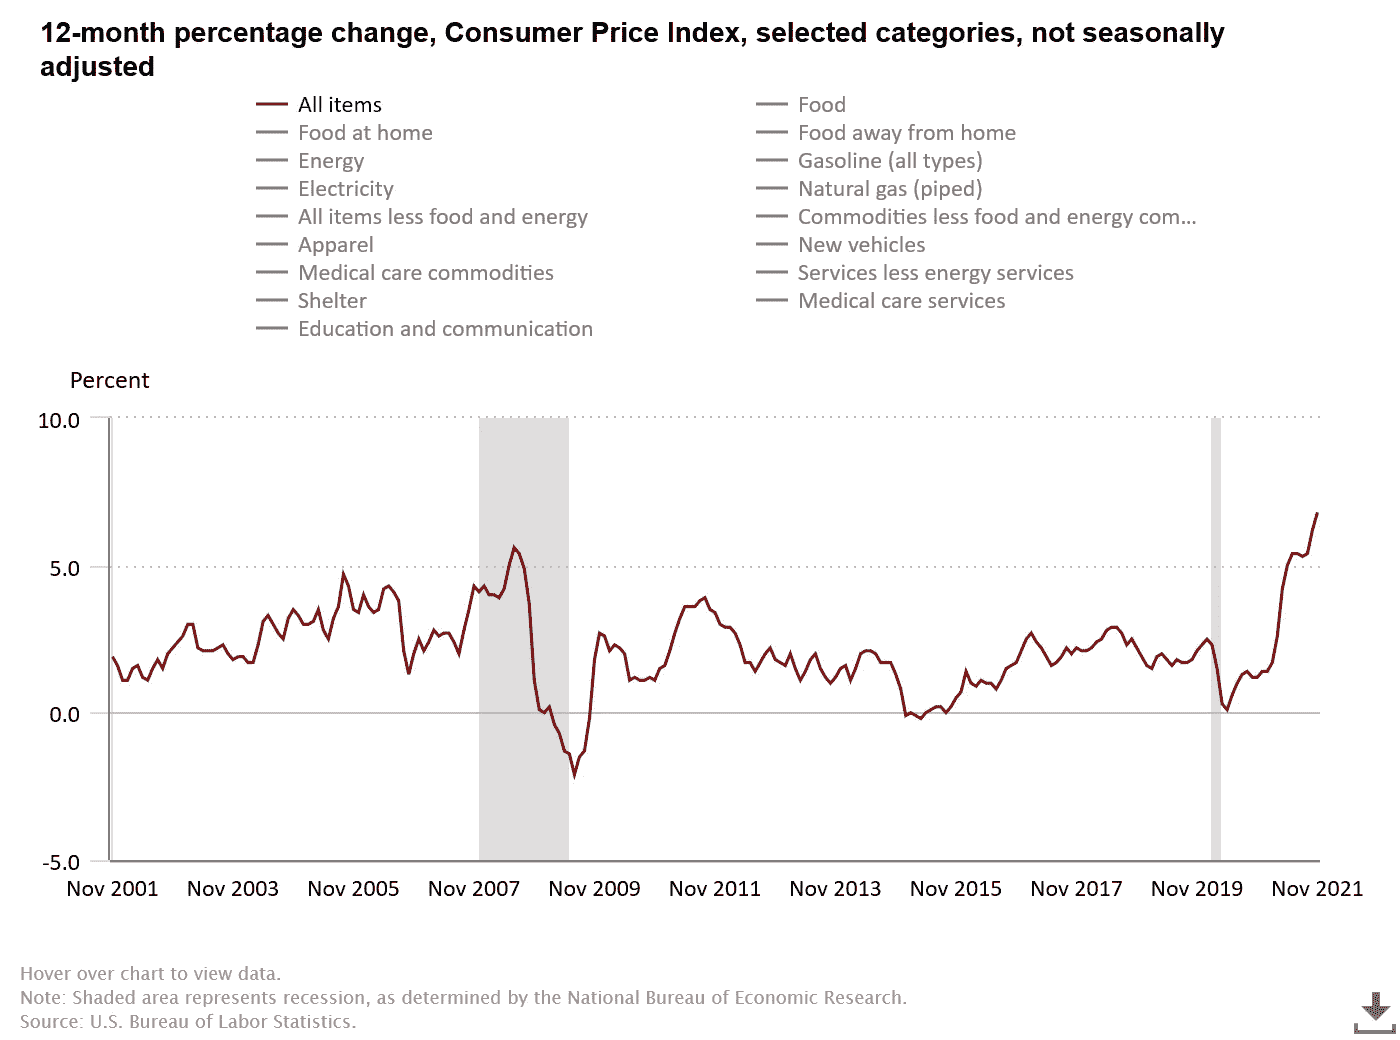 12-month percentage change, Consumer Price Index, selected categories, not seasonally
adjusted
All items
Food
Food at home
Food away from home
Energy
Gasoline (all types)
Electricity
Natural gas (piped)
All items less food and energy
Commodities less food and energy com...
Apparel
New vehicles
Medical care commodities
Services less energy services
Shelter
Medical care services
Education and communication
Percent
10.0
5.0
0.0
-5.0
Nov 2001 Nov 2003 Nov 2005 Nov 2007 Nov 2009 Nov 2011 Nov 2013 Nov 2015 Nov 2017 Nov 2019 Nov 2021
Hover over chart to view data.
Note: Shaded area represents recession, as determined by the National Bureau of Economic Research.
Source: U.S. Bureau of Labor Statistics.